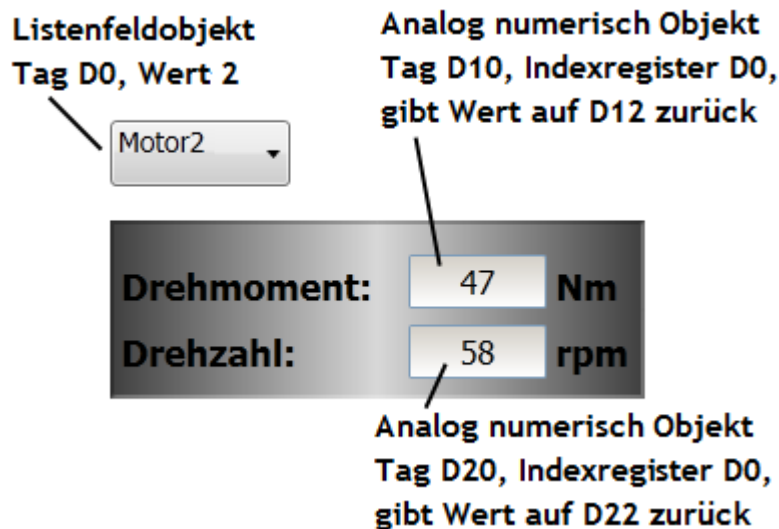 Listenfeldobjekt
Tag D0, Wert 2
Analog numerisch Objekt
Tag D10, Indexregister D0,
gibt Wert auf D12 zurück
Motor2
Drehmoment: 47 Nm
Drehzahl: 58 rpm
Analog numerisch Objekt
Tag D20, Indexregister D0,
gibt Wert auf D22 zurück